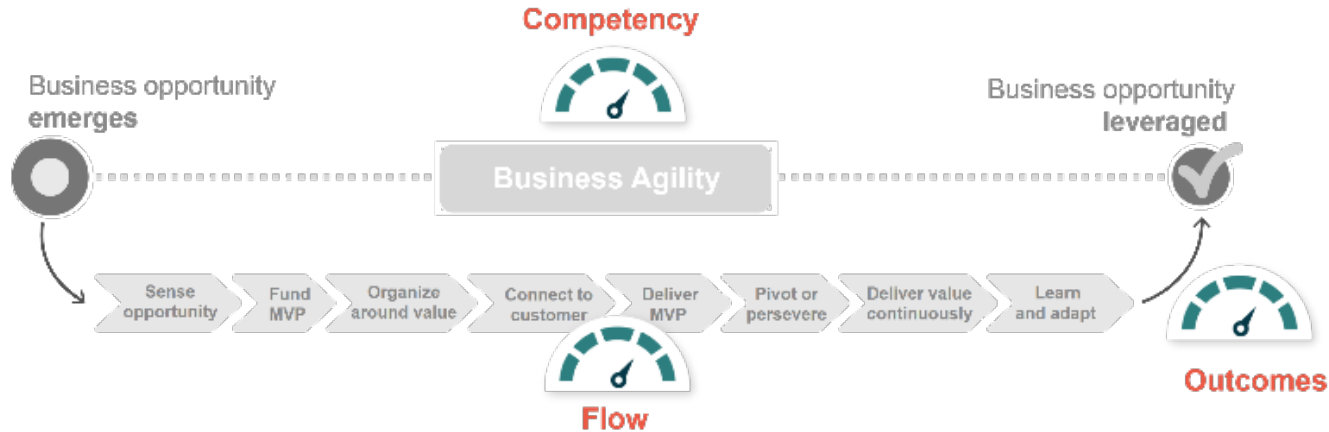 Competency
Business opportunity
emerges
Business opportunity
leveraged
Business Agility
Sense
opportunity
Fund
MVP
Organize
around value
Connect to
customer
Deliver
MVP
Pivot or
persevere
Deliver value
continuously
Learn
and adapt
Flow
Outcomes